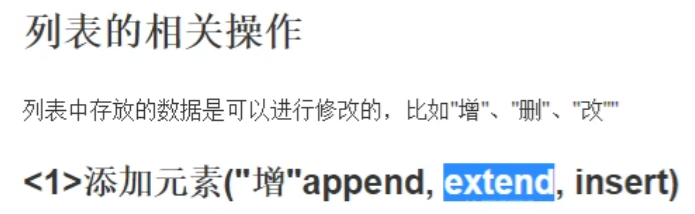 列表的相关操作
列表中存放的数据是可以进行修改的，比如"增"、"删"、"改""
<1>添加元素("增"append, extend, insert)